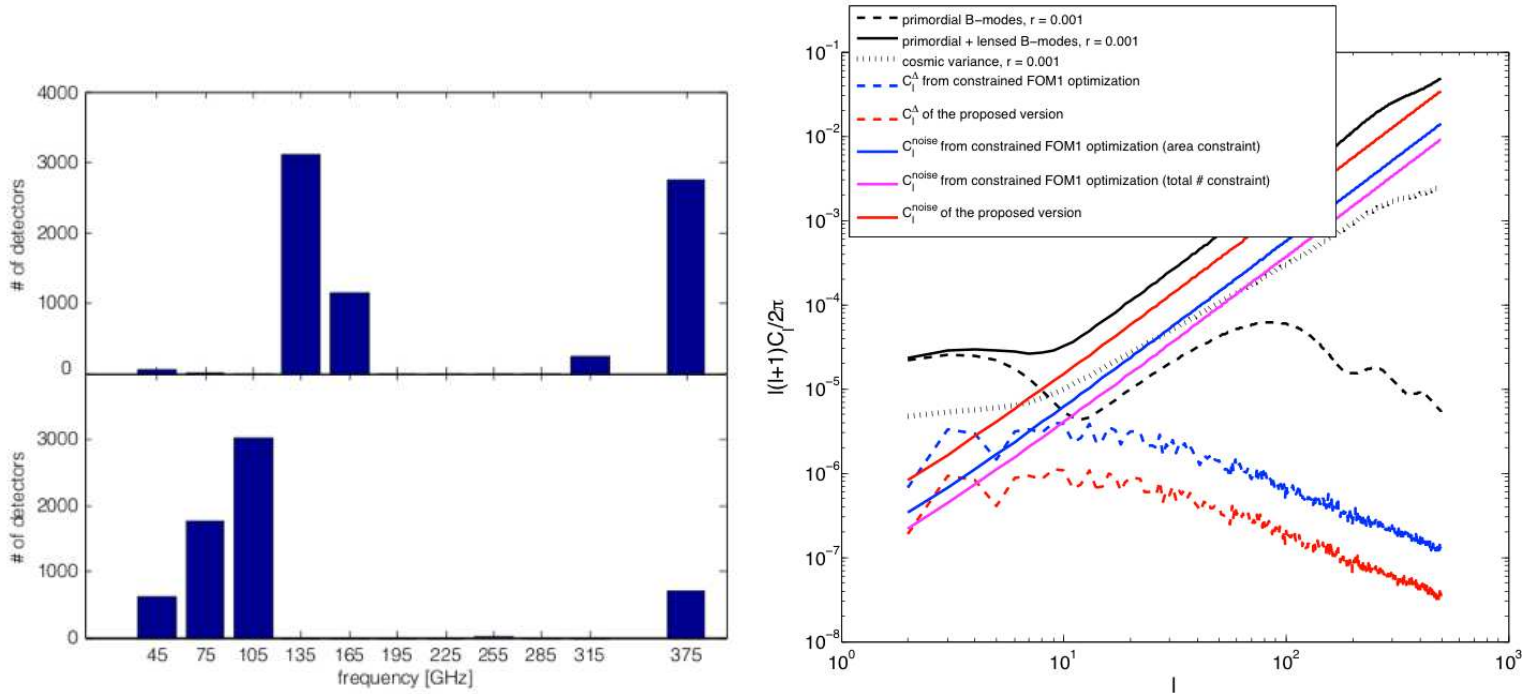 4000
3000
2000
1000
0
# of detectors
3000
2000
1000
0
# of detectors
45 75 105 135 165 195 225 255 285 315 375
frequency [GHz]
primordial B−modes, r = 0.001
primordial + lensed B−modes, r = 0.001
cosmic variance, r = 0.001
C_l^Δ from constrained FOM1 optimization
C_l^Δ of the proposed version
C_l^noise from constrained FOM1 optimization (area constraint)
C_l^noise from constrained FOM1 optimization (total # constraint)
C_l^noise of the proposed version
10^−1
10^−2
10^−3
10^−4
10^−5
10^−6
10^−7
10^−8
l(l+1)C_l/2π
10^0 10^1 10^2 10^3
l